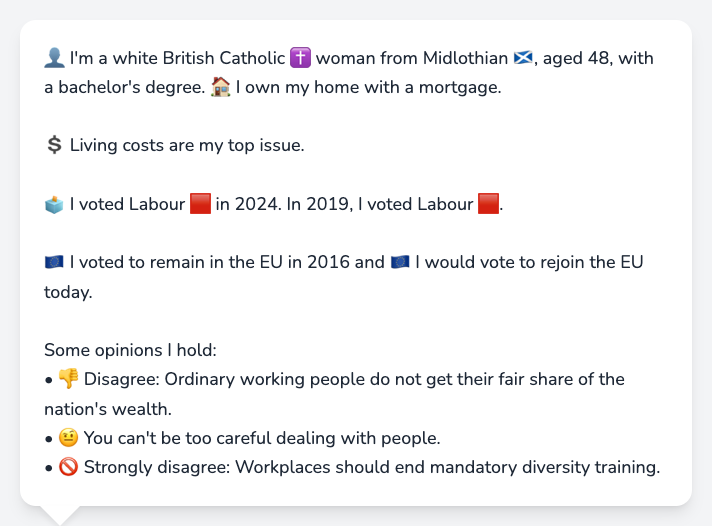 👤 I'm a white British Catholic ✝️ woman from Midlothian 🏴󠁧󠁢󠁳󠁣󠁴󠁿, aged 48, with
a bachelor's degree. 🏠 I own my home with a mortgage.
💲 Living costs are my top issue.
🗳️ I voted Labour 🟥 in 2024. In 2019, I voted Labour 🟥.
🇪🇺 I voted to remain in the EU in 2016 and 🇪🇺 I would vote to rejoin the EU
today.
Some opinions I hold:
• 👎 Disagree: Ordinary working people do not get their fair share of the
nation's wealth.
• 🤨 You can't be too careful dealing with people.
• 🚫 Strongly disagree: Workplaces should end mandatory diversity training.